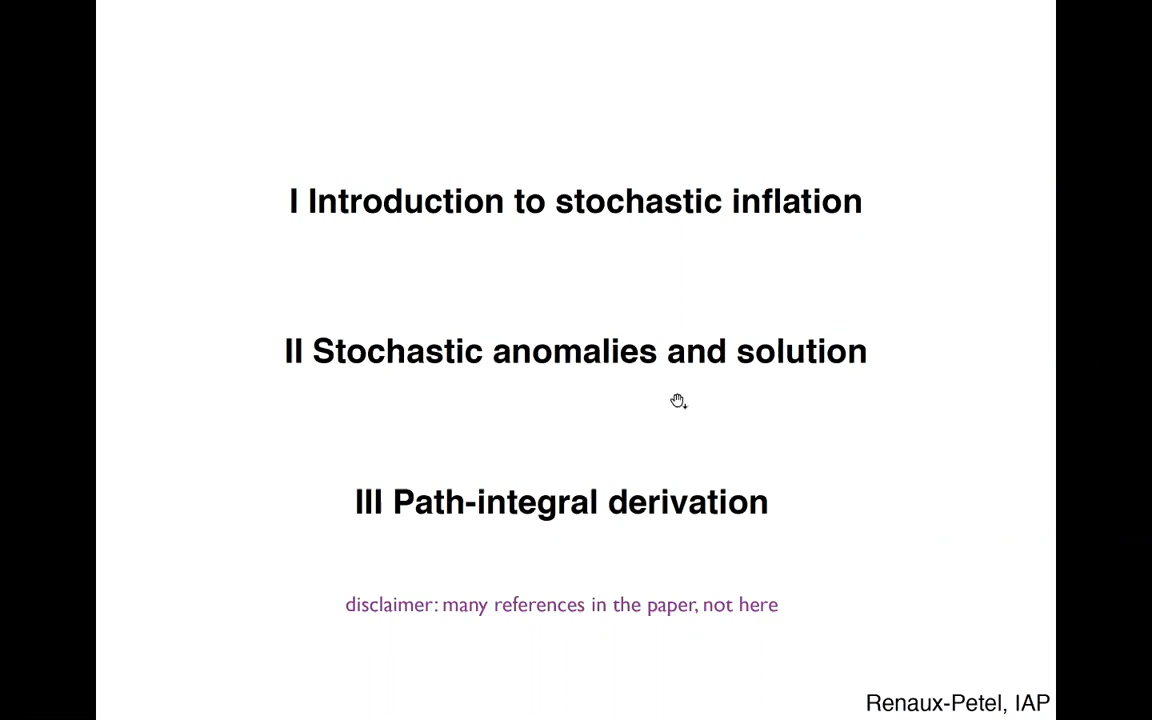 I Introduction to stochastic inflation
II Stochastic anomalies and solution
III Path-integral derivation
disclaimer: many references in the paper, not here
Renaux-Petel, IAP